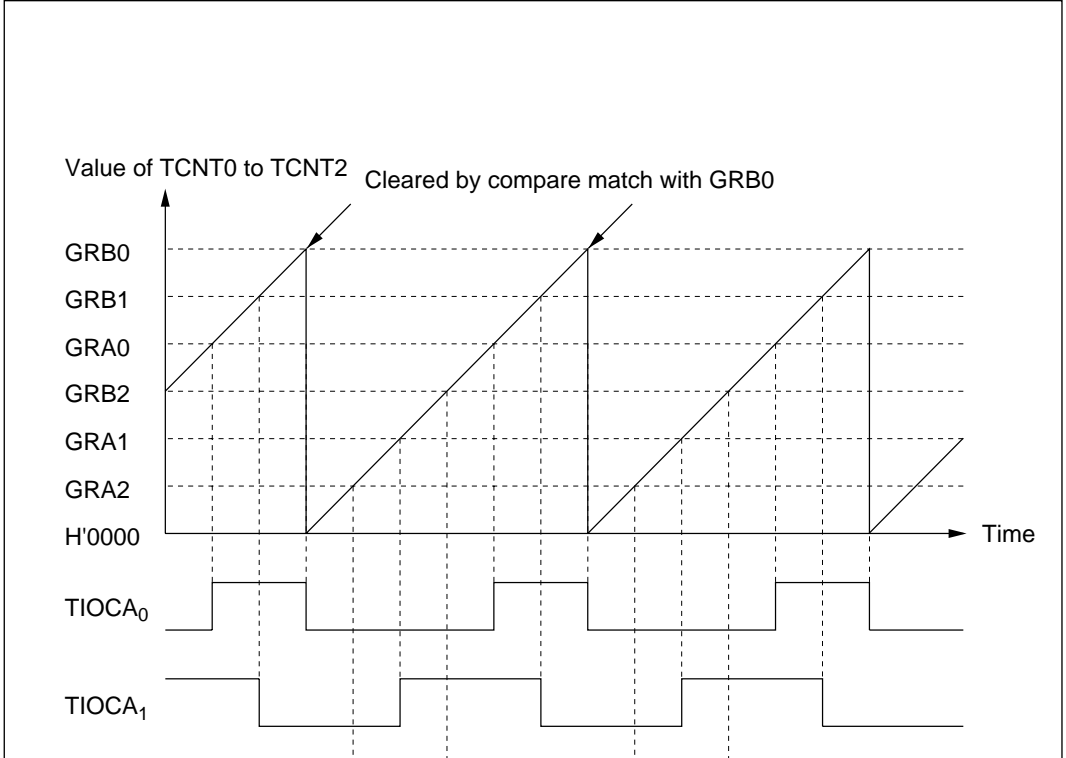 Value of TCNT0 to TCNT2
Cleared by compare match with GRB0
GRB0
GRB1
GRA0
GRB2
GRA1
GRA2
H'0000
Time
TIOCA0
TIOCA1